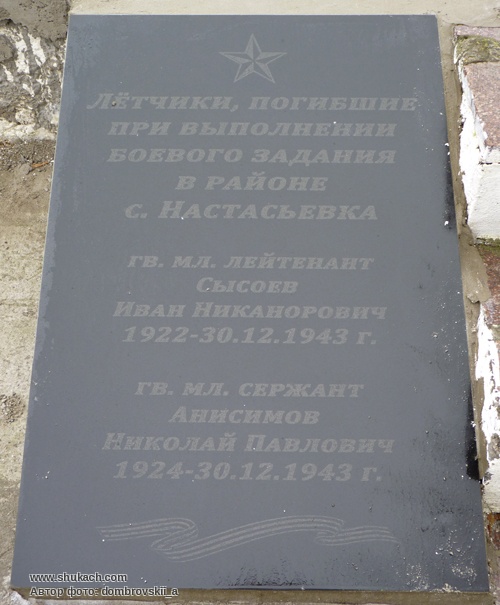 Лётчики, погибшие
при выполнении
боевого задания
в районе
с. Настасьевка
гв. мл. лейтенант
Сысоев
Иван Никанорович
1922-30.12.1943 г.
гв. мл. сержант
Анисимов
Николай Павлович
1924-30.12.1943 г.
www.shukach.com
Автор фото: dombrovskii_a